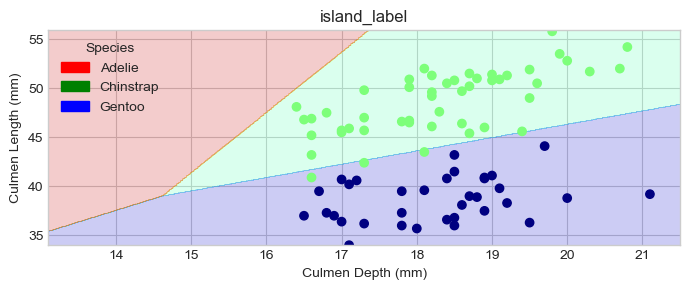 island_label
Species
Adelie
Chinstrap
Gentoo
Culmen Length (mm)
55
50
45
40
35
14 15 16 17 18 19 20 21
Culmen Depth (mm)